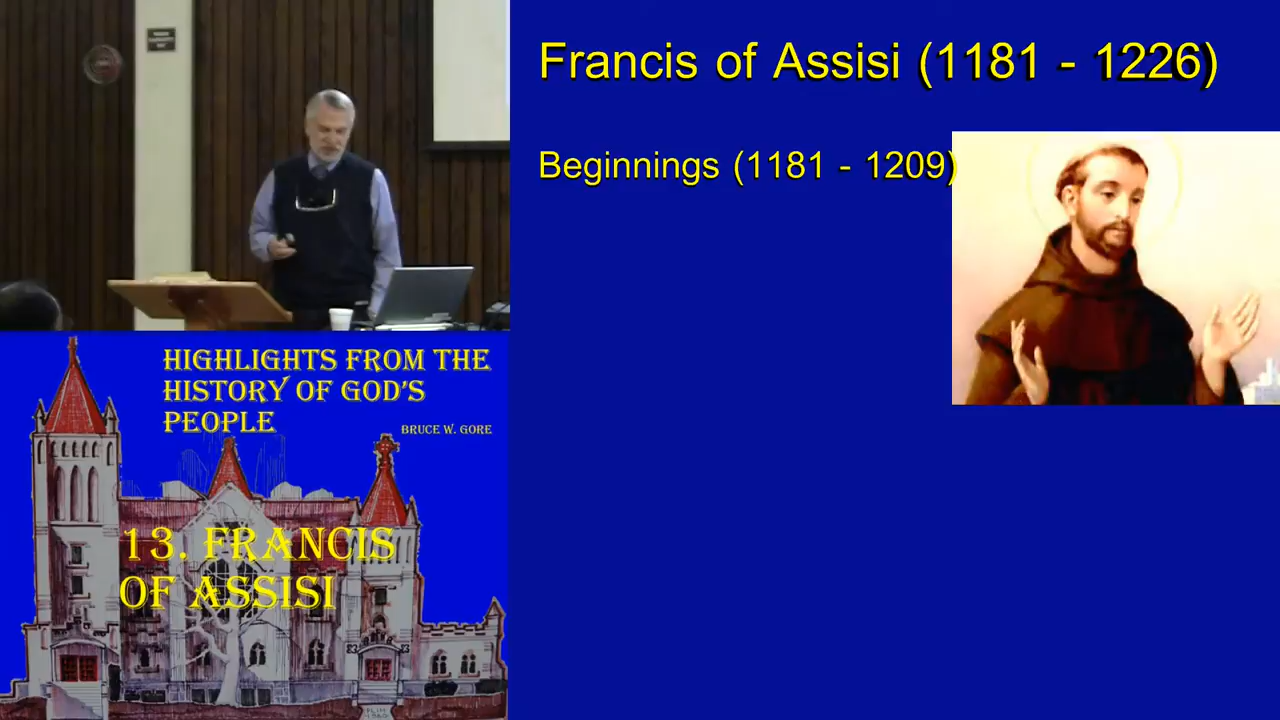 Francis of Assisi (1181 - 1226)
Beginnings (1181 - 1209)
HIGHLIGHTS FROM THE
HISTORY OF GOD'S
PEOPLE
BRUCE W. GORE
13. FRANCIS
OF ASSISI